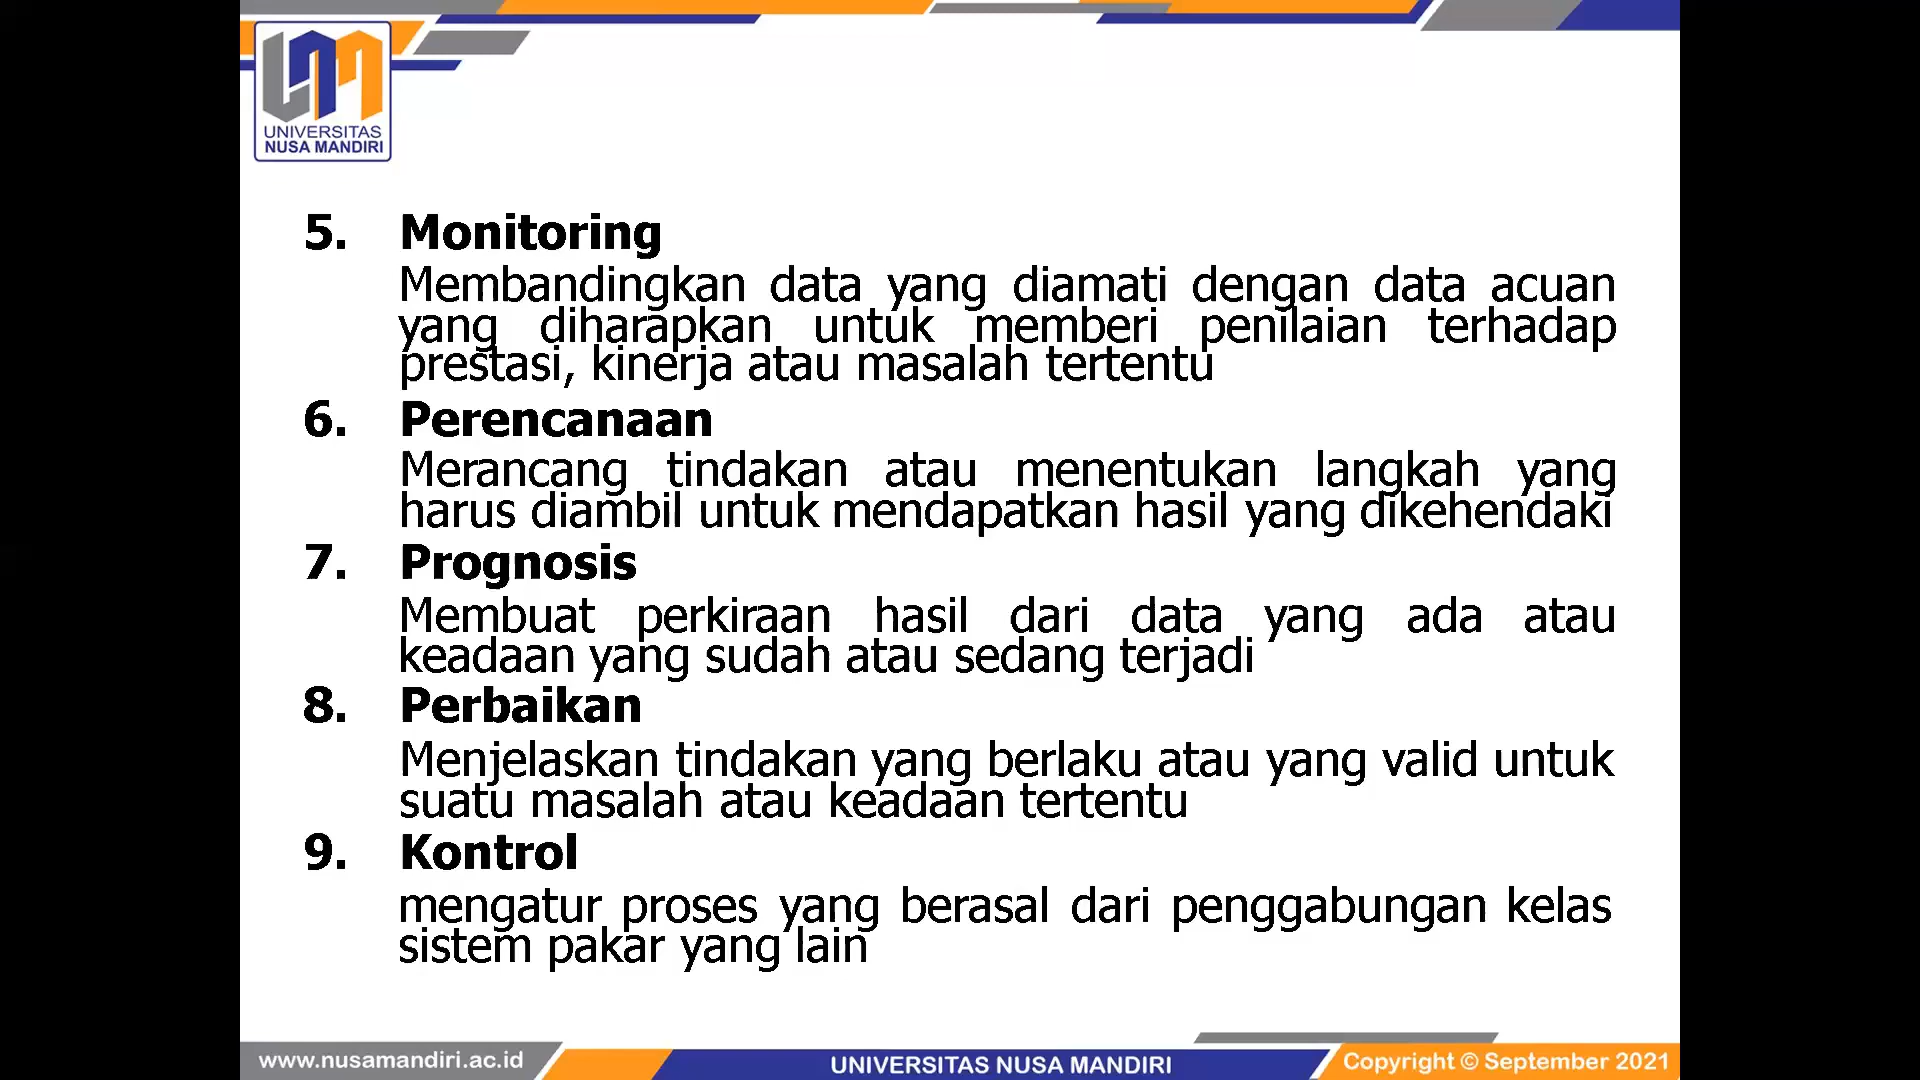 UNIVERSITAS
NUSA MANDIRI
5. Monitoring
Membandingkan data yang diamati dengan data acuan
yang diharapkan untuk memberi penilaian terhadap
prestasi, kinerja atau masalah tertentu
6. Perencanaan
Merancang tindakan atau menentukan langkah yang
harus diambil untuk mendapatkan hasil yang dikehendaki
7. Prognosis
Membuat perkiraan hasil dari data yang ada atau
keadaan yang sudah atau sedang terjadi
8. Perbaikan
Menjelaskan tindakan yang berlaku atau yang valid untuk
suatu masalah atau keadaan tertentu
9. Kontrol
mengatur proses yang berasal dari penggabungan kelas
sistem pakar yang lain
www.nusamandiri.ac.id
UNIVERSITAS NUSA MANDIRI
Copyright © September 2021